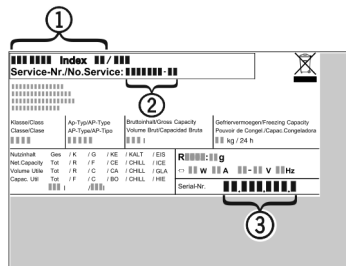 1
Index /
Service-Nr./No.Service: -
2
Klasse/Class
Classe/Clase
Ap-Typ/AP-Type
AP-Type/AP-Tipo
Bruttoinhalt/Gross Capacity
Volume Brut/Capacidad Bruta
l
Gefriervermoegen/Freezing Capacity
Pouvoir de Congel./Capac.Congeladora
kg / 24 h
Nutzinhalt Ges / K / G / KE / KALT / EIS
Net.Capacity Tot / R / F / CE / CHILL / ICE
Volume Utile Tot / R / C / CA / CHILL / GLA
Capac. Util Tot / F / C / BO / CHILL / HIE
l / l
R : g
W A - V Hz
Serial-Nr. . . .
3